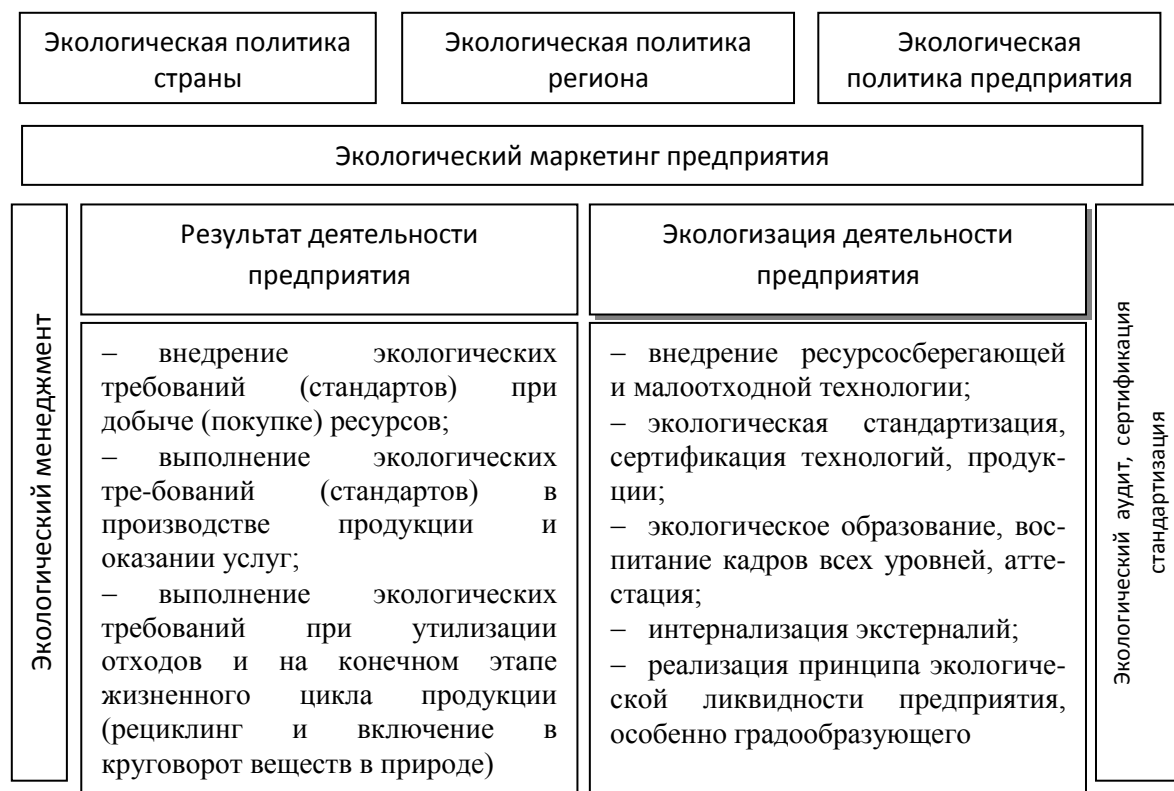 Экологическая политика
страны
Экологическая политика
региона
Экологическая
политика предприятия
Экологический маркетинг предприятия
Экологический менеджмент
Результат деятельности
предприятия
– внедрение экологических
требований (стандартов) при
добыче (покупке) ресурсов;
– выполнение экологических
тре-бований (стандартов) в
производстве продукции и
оказании услуг;
– выполнение экологических
требований при утилизации
отходов и на конечном этапе
жизненного цикла продукции
(рециклинг и включение в
круговорот веществ в природе)
Экологизация деятельности
предприятия
– внедрение ресурсосберегающей
и малоотходной технологии;
– экологическая стандартизация,
сертификация технологий, продук-
ции;
– экологическое образование, вос-
питание кадров всех уровней, атте-
стация;
– интернализация экстерналий;
– реализация принципа экологиче-
ской ликвидности предприятия,
особенно градообразующего
Экологический аудит, сертификация
стандартизация